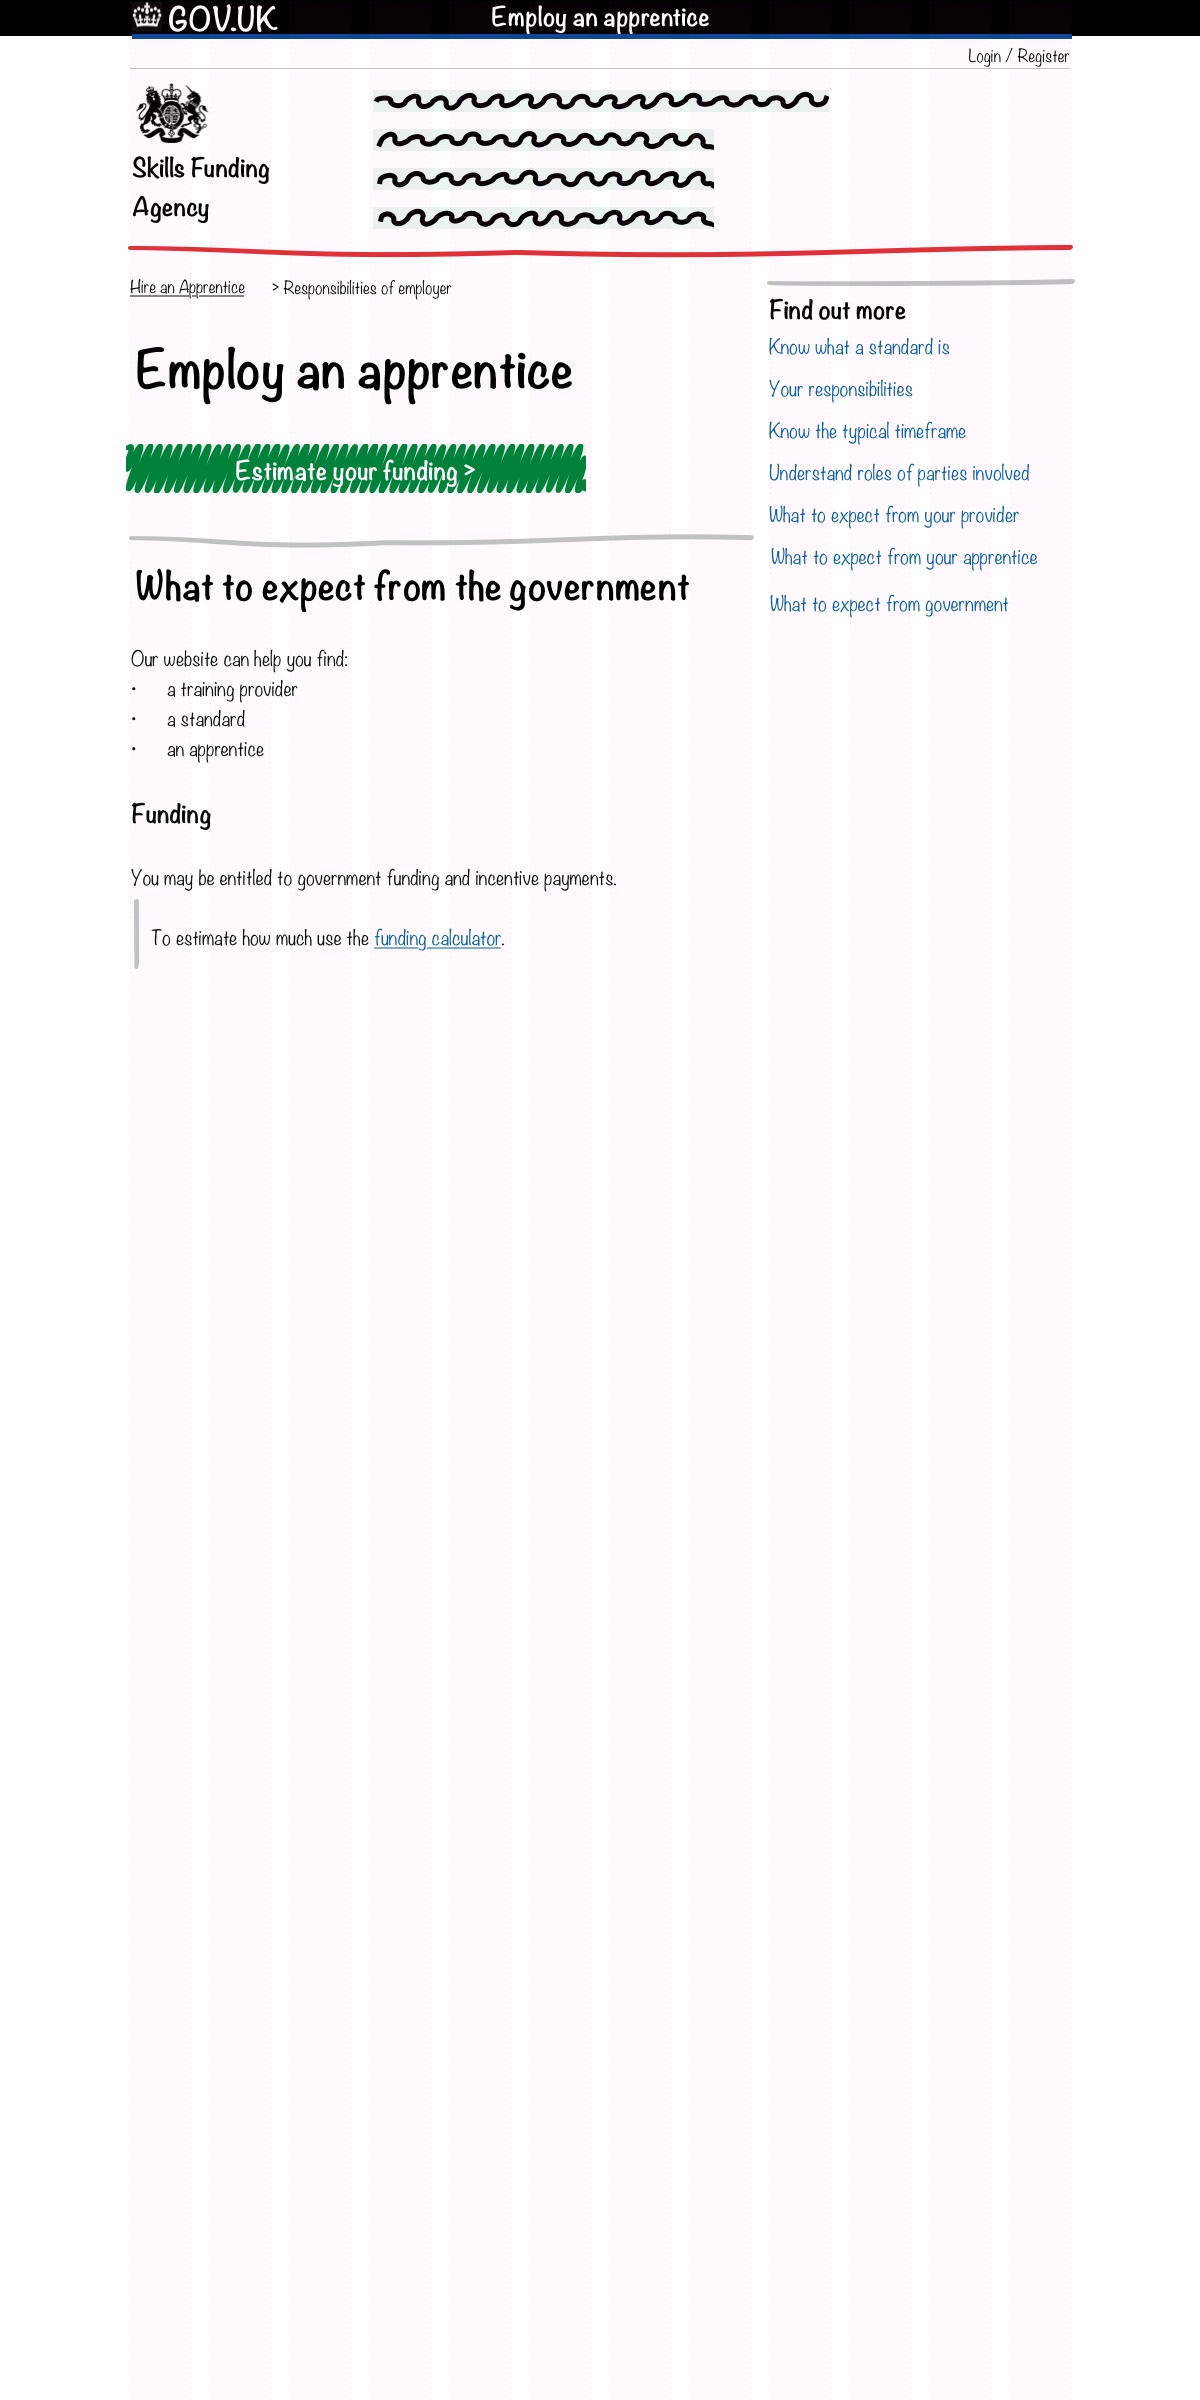 GOV.UK
Employ an apprentice
Login / Register
Skills Funding
Agency
Hire an Apprentice > Responsibilities of employer
Employ an apprentice
Estimate your funding >
What to expect from the government
Our website can help you find:
• a training provider
• a standard
• an apprentice
Funding
You may be entitled to government funding and incentive payments.
To estimate how much use the funding calculator.
Find out more
Know what a standard is
Your responsibilities
Know the typical timeframe
Understand roles of parties involved
What to expect from your provider
What to expect from your apprentice
What to expect from government